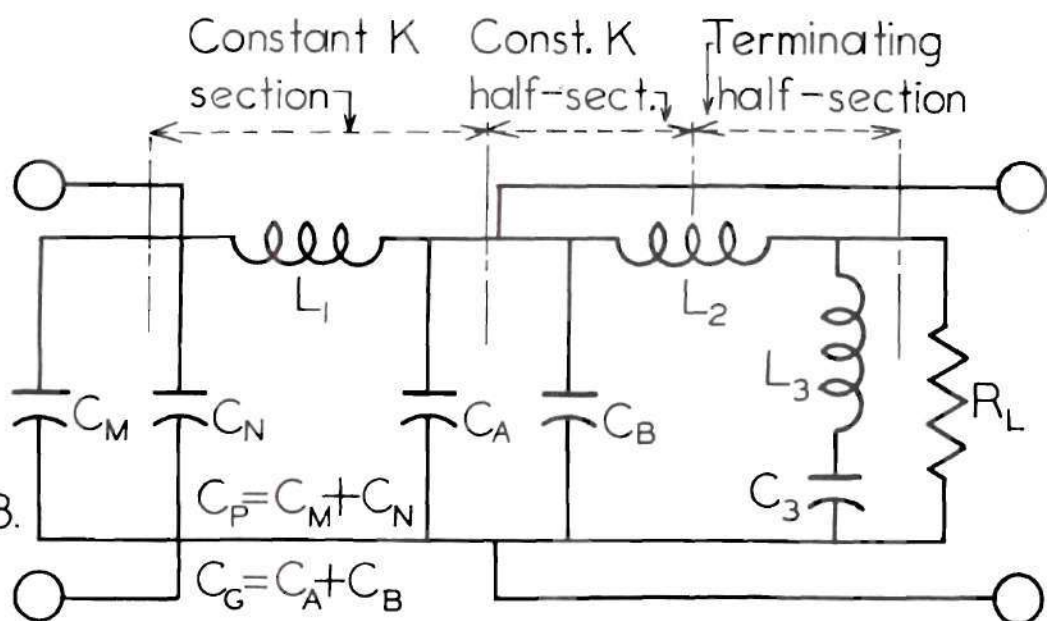 Constant K section
Const. K half-sect.
Terminating half-section
L1
L2
L3
CM
CN
CA
CB
C3
RL
B.
CP=CM+CN
CG=CA+CB